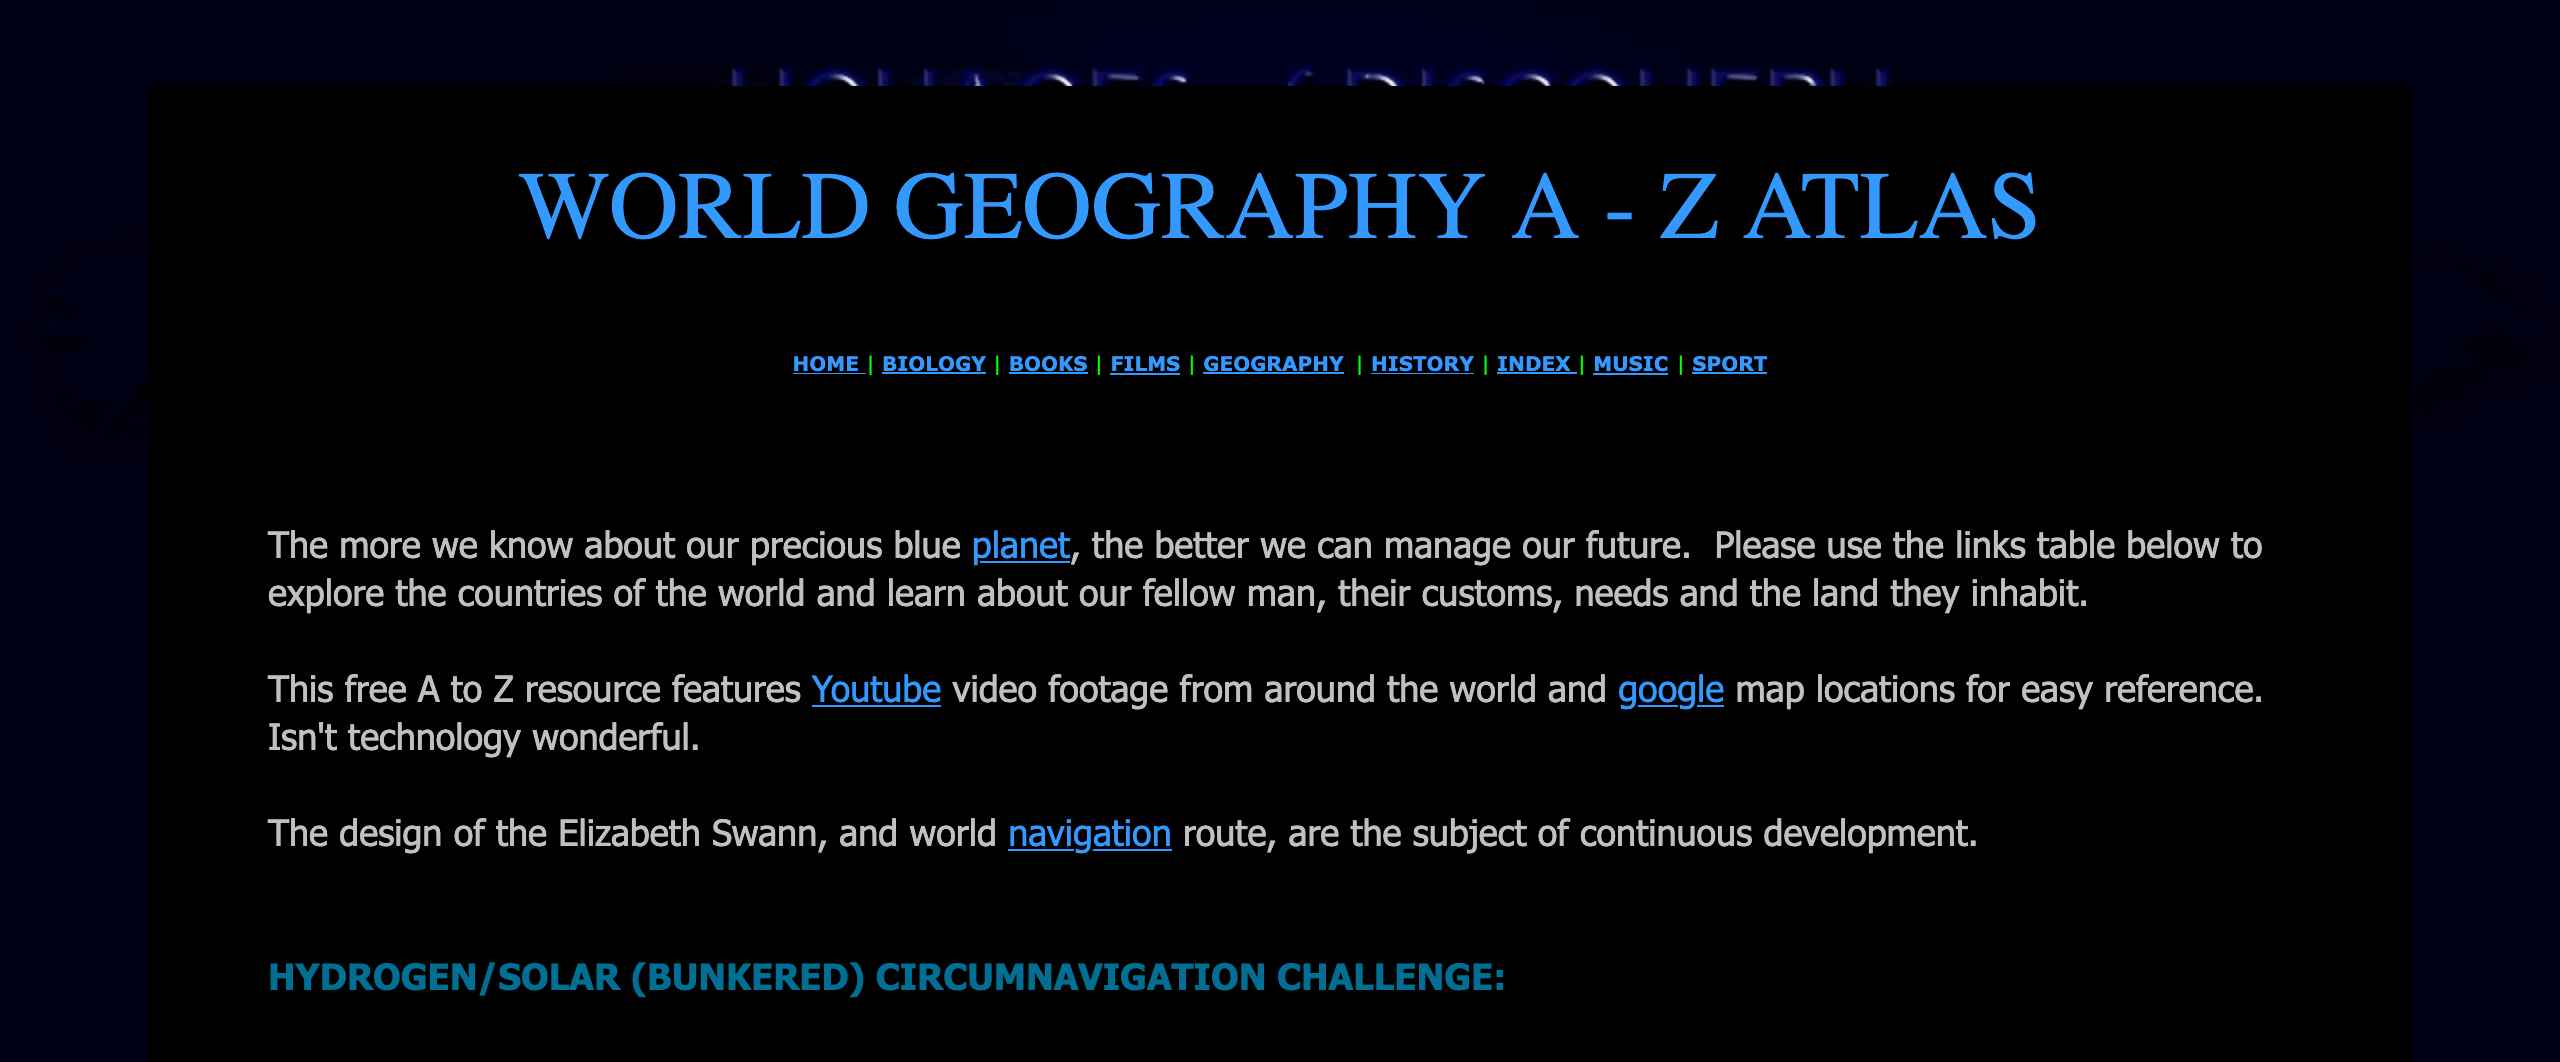 WORLD GEOGRAPHY A - Z ATLAS
HOME | BIOLOGY | BOOKS | FILMS | GEOGRAPHY | HISTORY | INDEX | MUSIC | SPORT
The more we know about our precious blue planet, the better we can manage our future.  Please use the links table below to
explore the countries of the world and learn about our fellow man, their customs, needs and the land they inhabit.
This free A to Z resource features Youtube video footage from around the world and google map locations for easy reference.
Isn't technology wonderful.
The design of the Elizabeth Swann, and world navigation route, are the subject of continuous development.
HYDROGEN/SOLAR (BUNKERED) CIRCUMNAVIGATION CHALLENGE: